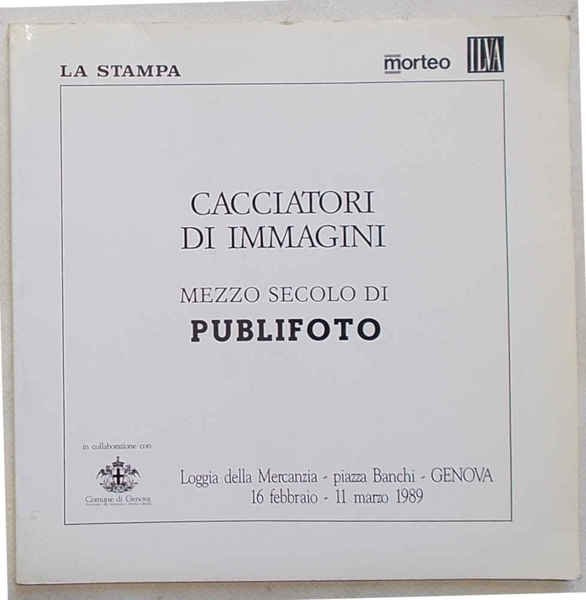 LA STAMPA
morteo
ILVA
CACCIATORI
DI IMMAGINI
MEZZO SECOLO DI
PUBLIFOTO
in collaborazione con
Comune di Genova
Loggia della Mercanzia - piazza Banchi - GENOVA
16 febbraio - 11 marzo 1989